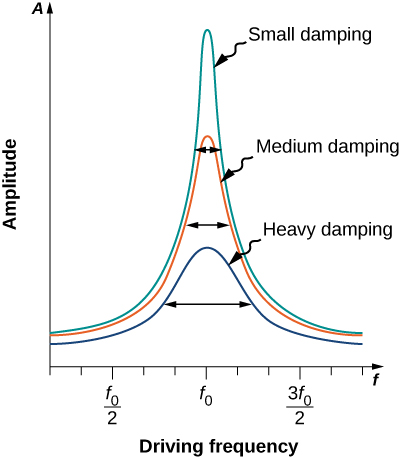 A
Small damping
Medium damping
Heavy damping
Amplitude
f
f₀/2
f₀
3f₀/2
Driving frequency